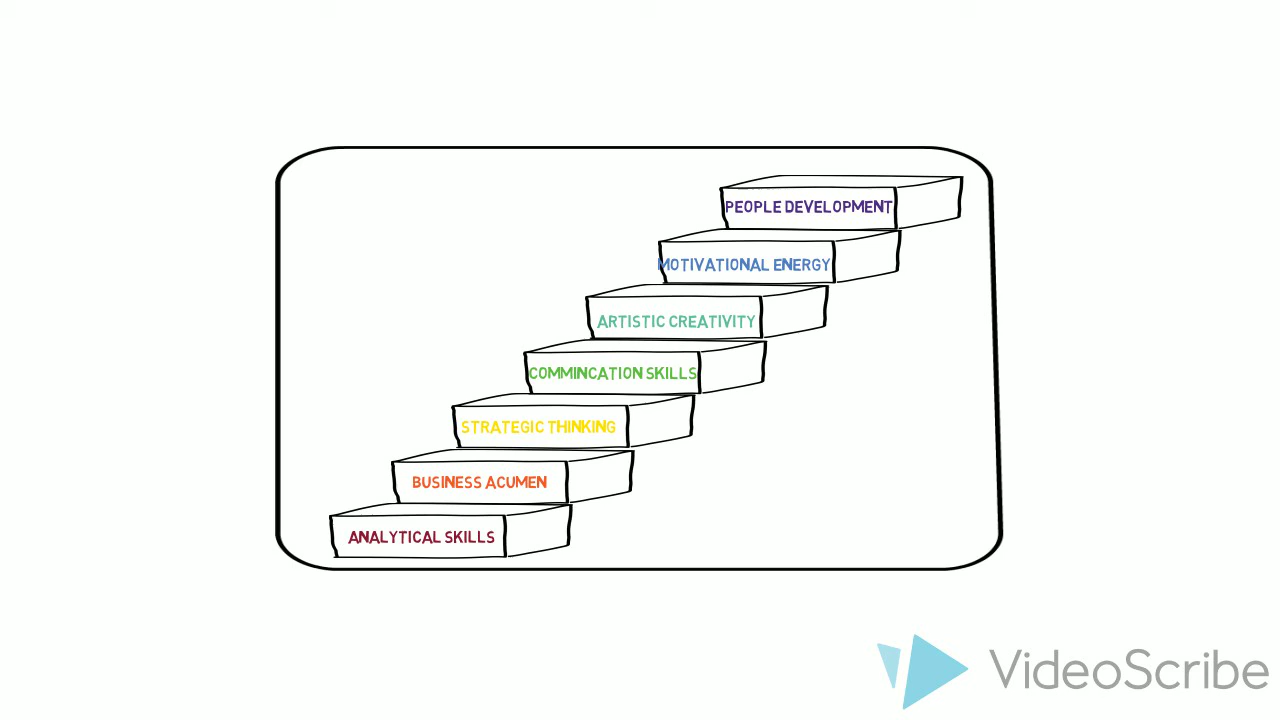 PEOPLE DEVELOPMENT
MOTIVATIONAL ENERGY
ARTISTIC CREATIVITY
COMMINCATION SKILLS
STRATEGIC THINKING
BUSINESS ACUMEN
ANALYTICAL SKILLS
VideoScribe